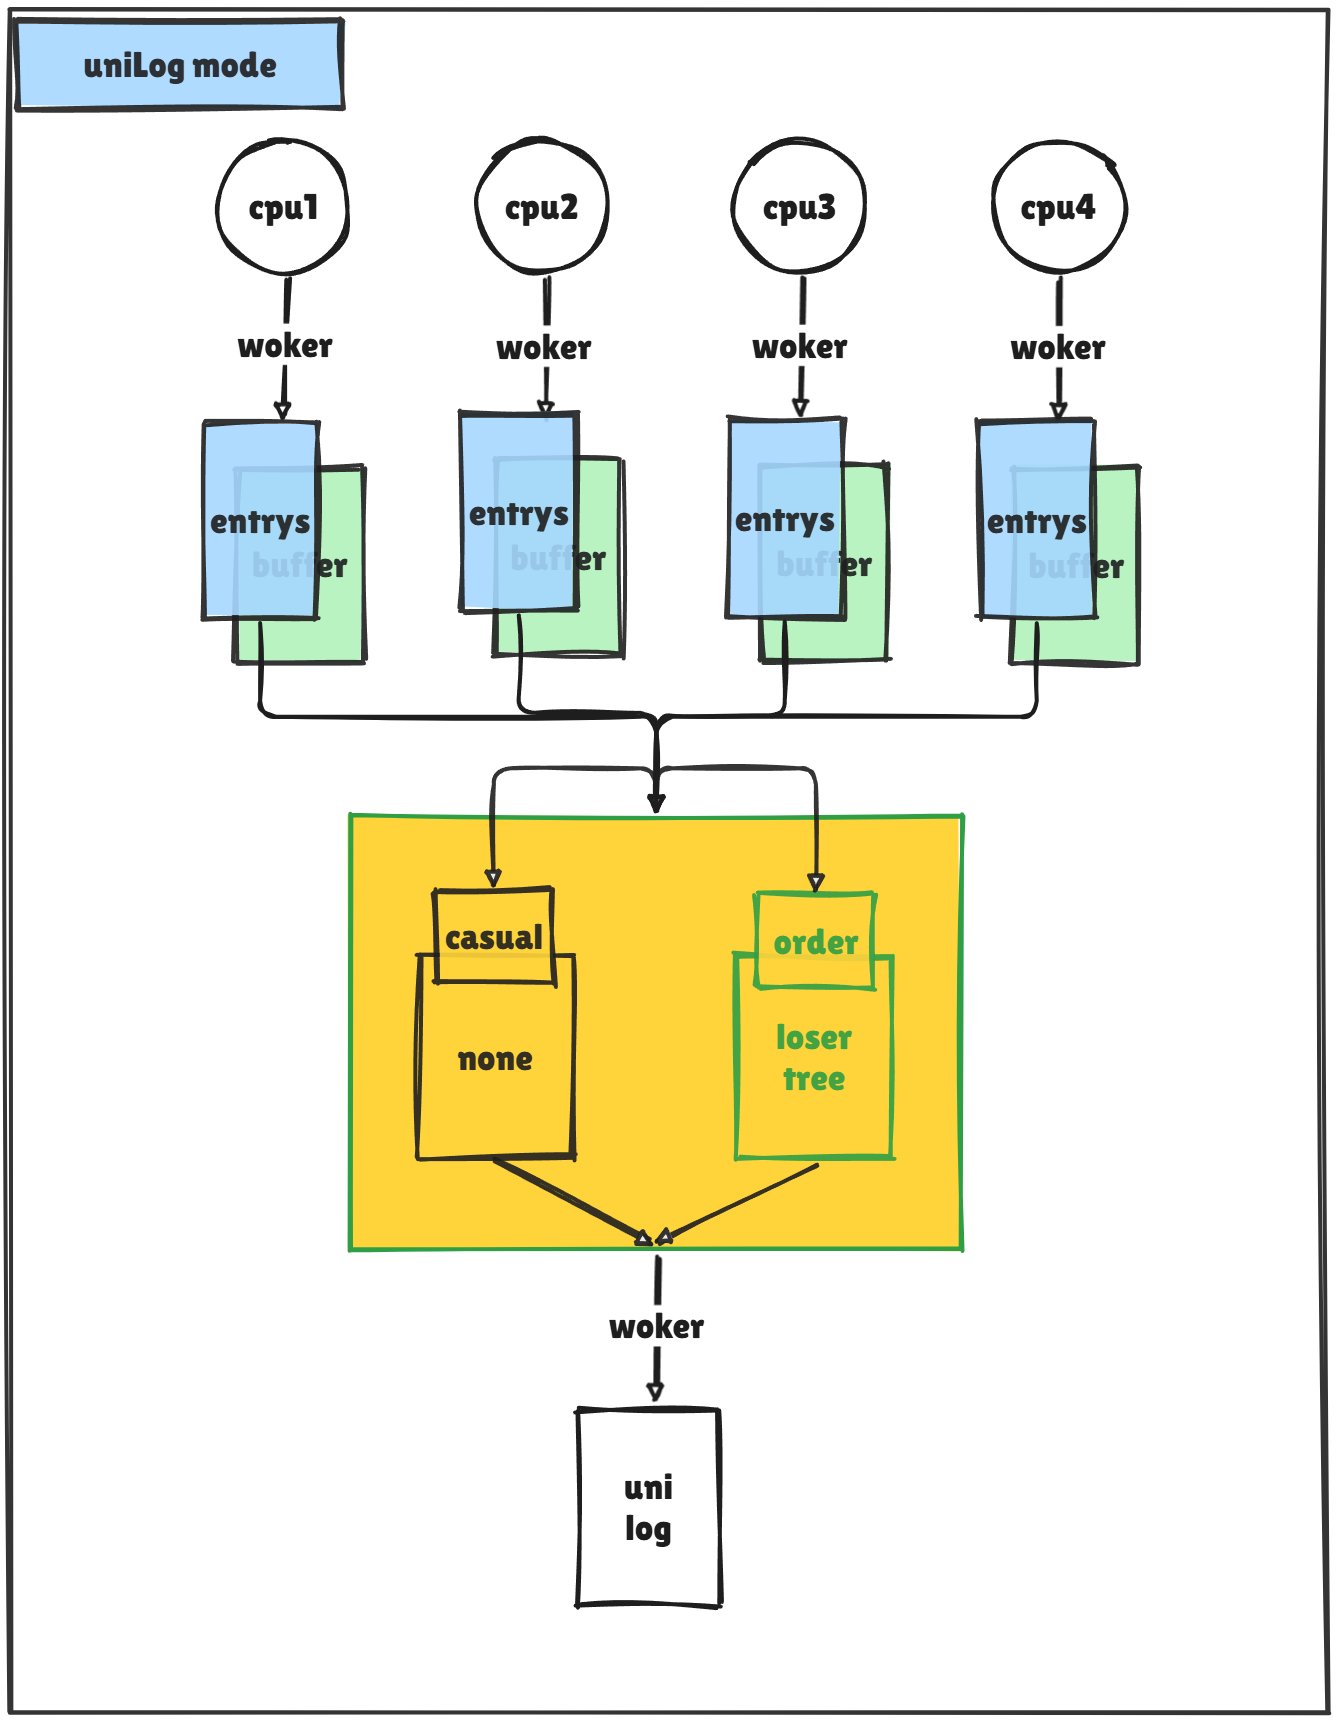 uniLog mode
cpu1
cpu2
cpu3
cpu4
woker
woker
woker
woker
entrys
entrys
entrys
entrys
buffer
buffer
buffer
buffer
casual
order
none
loser
tree
woker
uni
log